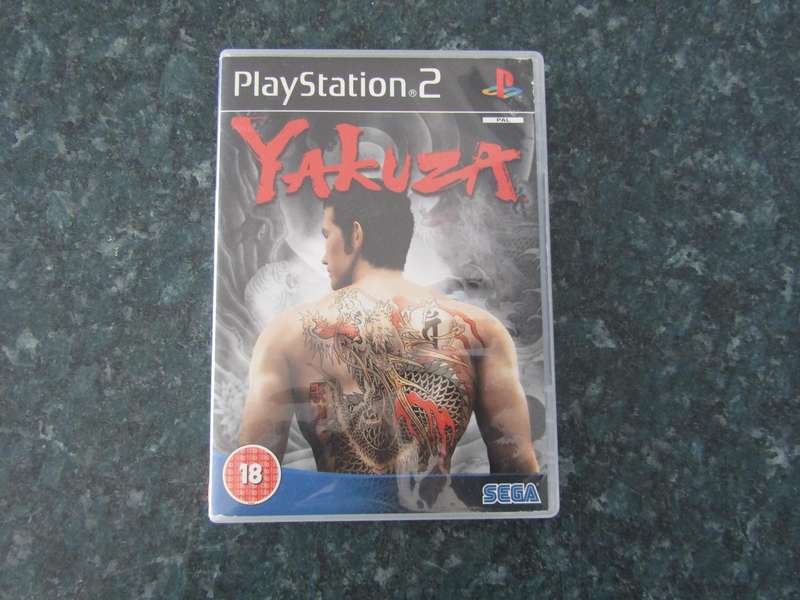 PlayStation®2
PAL
YAKUZA
18
SEGA